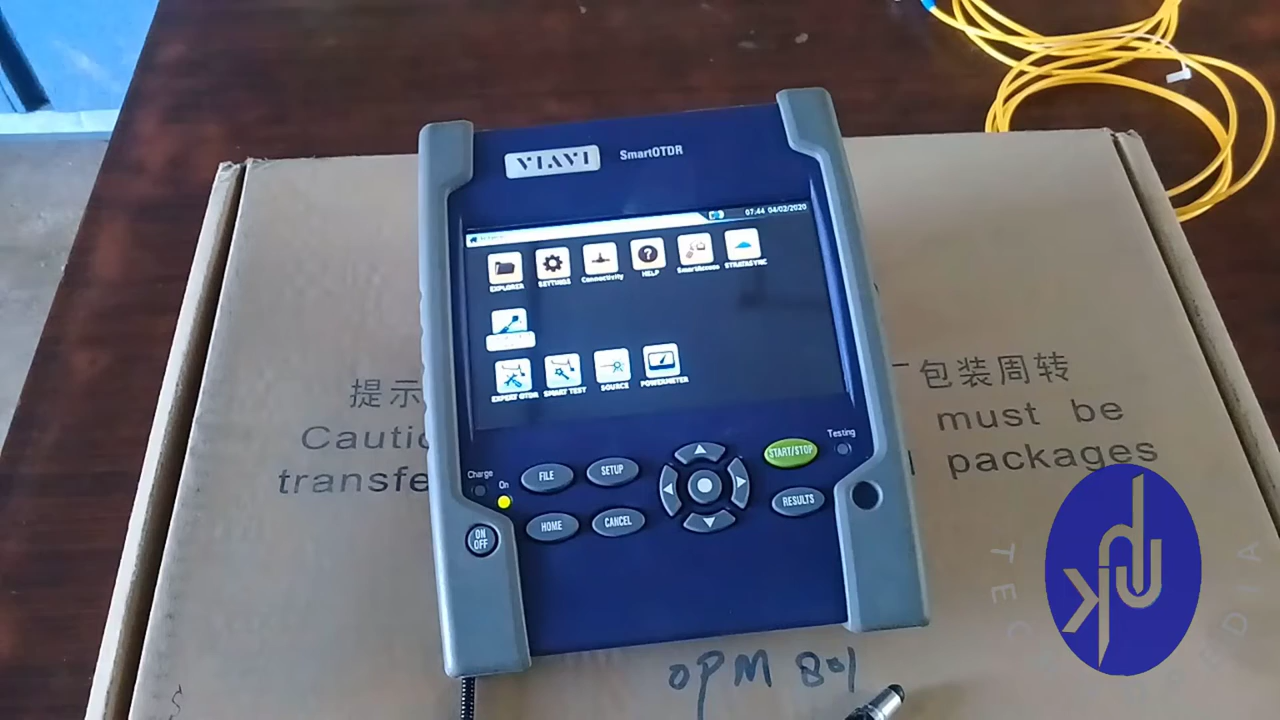 VIAVI SmartOTDR
07:44 04/02/2020
EXPLORER SETTINGS Connectivity HELP SmartAccess STRATASYNC
EXPERT OTDR SMART TEST SOURCE POWERMETER
Testing
START/STOP
Charge
On
FILE SETUP
RESULTS
HOME CANCEL
ON
OFF
提示
包装周转
must be
transfe packages
OPM 801